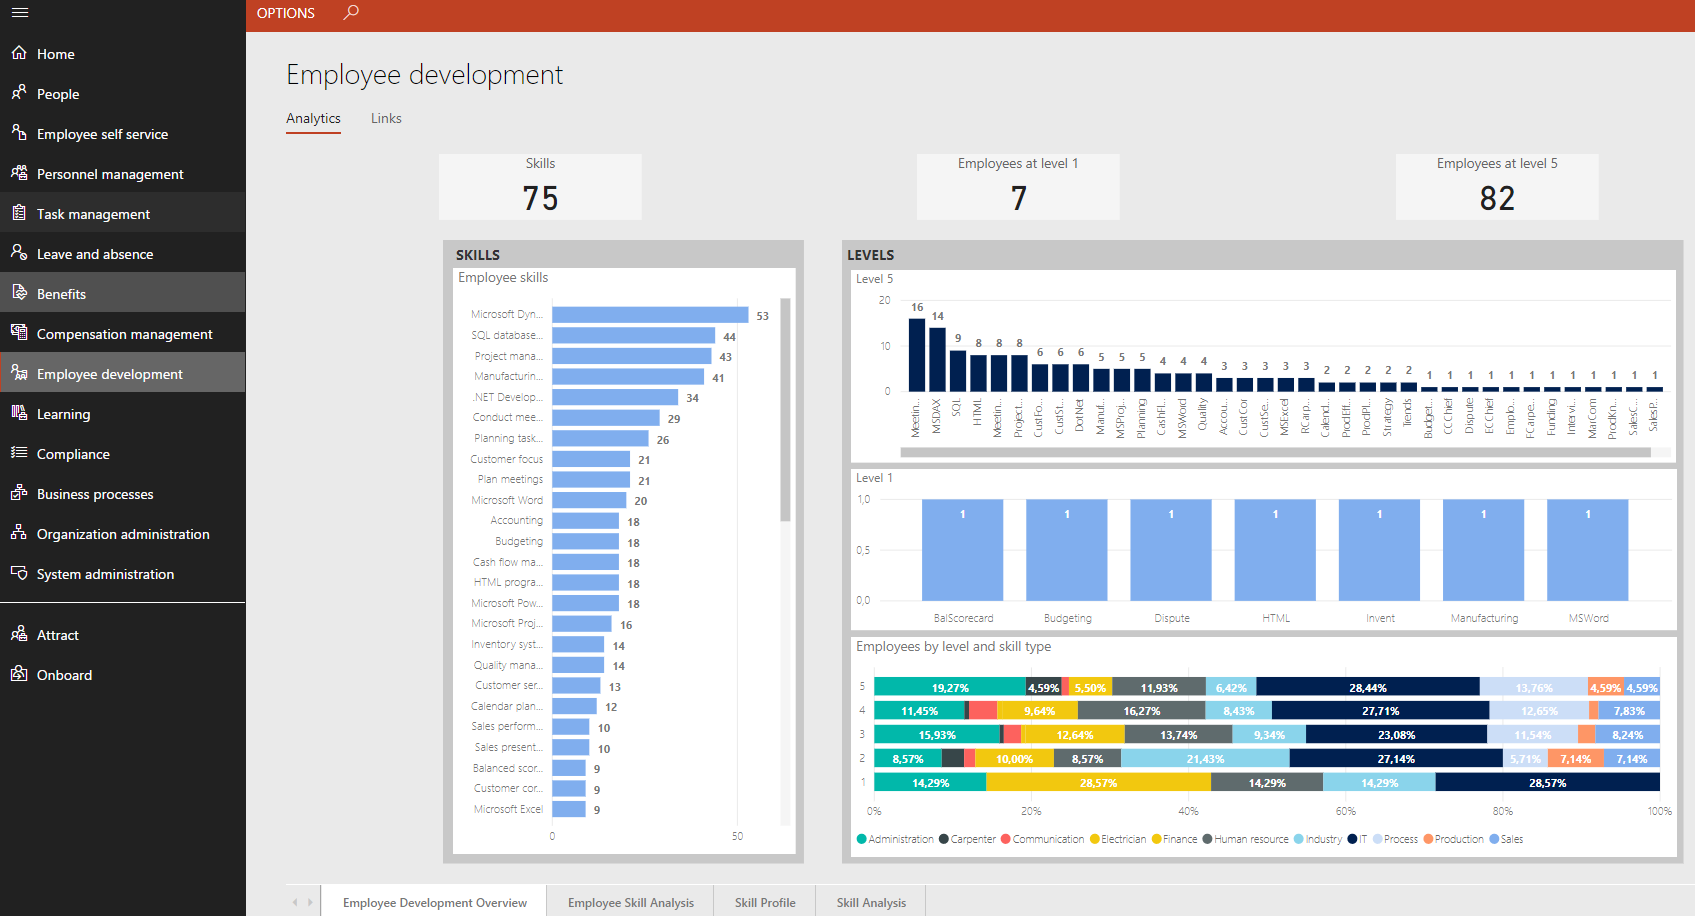 OPTIONS
Home
People
Employee self service
Personnel management
Task management
Leave and absence
Benefits
Compensation management
Employee development
Learning
Compliance
Business processes
Organization administration
System administration
Attract
Onboard
Employee development
Analytics Links
Skills
75
Employees at level 1
7
Employees at level 5
82
SKILLS
Employee skills
Microsoft Dyn... 53
SQL database... 44
Project mana... 43
Manufacturin... 41
.NET Develop... 34
Conduct mee... 29
Planning task... 26
Customer focus 21
Plan meetings 21
Microsoft Word 20
Accounting 18
Budgeting 18
Cash flow ma... 18
HTML progra... 18
Microsoft Pow... 18
Microsoft Proj... 16
Inventory syst... 14
Quality mana... 14
Customer ser... 13
Calendar plan... 12
Sales perform... 10
Sales present... 10
Balanced scor... 9
Customer cor... 9
Microsoft Excel 9
0 50
LEVELS
Level 5
20
10
0
16 14 9 8 8 8 6 6 6 5 5 5 4 4 4 3 3 3 3 3 2 2 2 2 2 1 1 1 1 1 1 1 1 1 1 1 1
Meetin... MSDAX SQL HTML Meetin... Project... CustFo... CustSt... DotNet Manuf... MSProj... Planning CashFl... MSWord Quality Accou... CustCor CustSe... MSExcel RCarp... Calend... ProdEff... ProdPl... Strategy Trends Budget... CCChief Dispute ECChief Emplo... FCarpe... Funding Intervi... MarCom ProdKn... SalesC... SalesP...
Level 1
1,0
0,5
0,0
1 1 1 1 1 1 1
BalScorecard Budgeting Dispute HTML Invent Manufacturing MSWord
Employees by level and skill type
5 19,27% 4,59% 5,50% 11,93% 6,42% 28,44% 13,76% 4,59% 4,59%
4 11,45% 9,64% 16,27% 8,43% 27,71% 12,65% 7,83%
3 15,93% 12,64% 13,74% 9,34% 23,08% 11,54% 8,24%
2 8,57% 10,00% 8,57% 21,43% 27,14% 5,71% 7,14% 7,14%
1 14,29% 28,57% 14,29% 14,29% 28,57%
0% 20% 40% 60% 80% 100%
Administration Carpenter Communication Electrician Finance Human resource Industry IT Process Production Sales
Employee Development Overview Employee Skill Analysis Skill Profile Skill Analysis